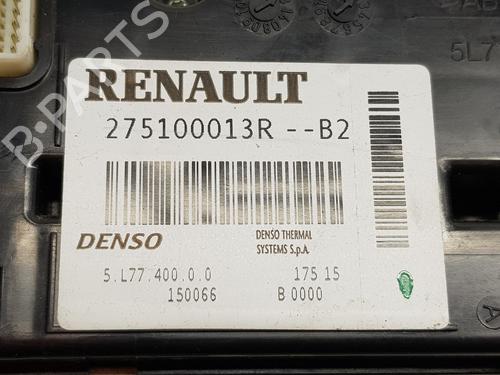 B-PARTS
5L7
RENAULT
275100013R --B2
DENSO
DENSO THERMAL
SYSTEMS S.p.A.
5.L77.400.0.0
175 15
150066
B 0000
A